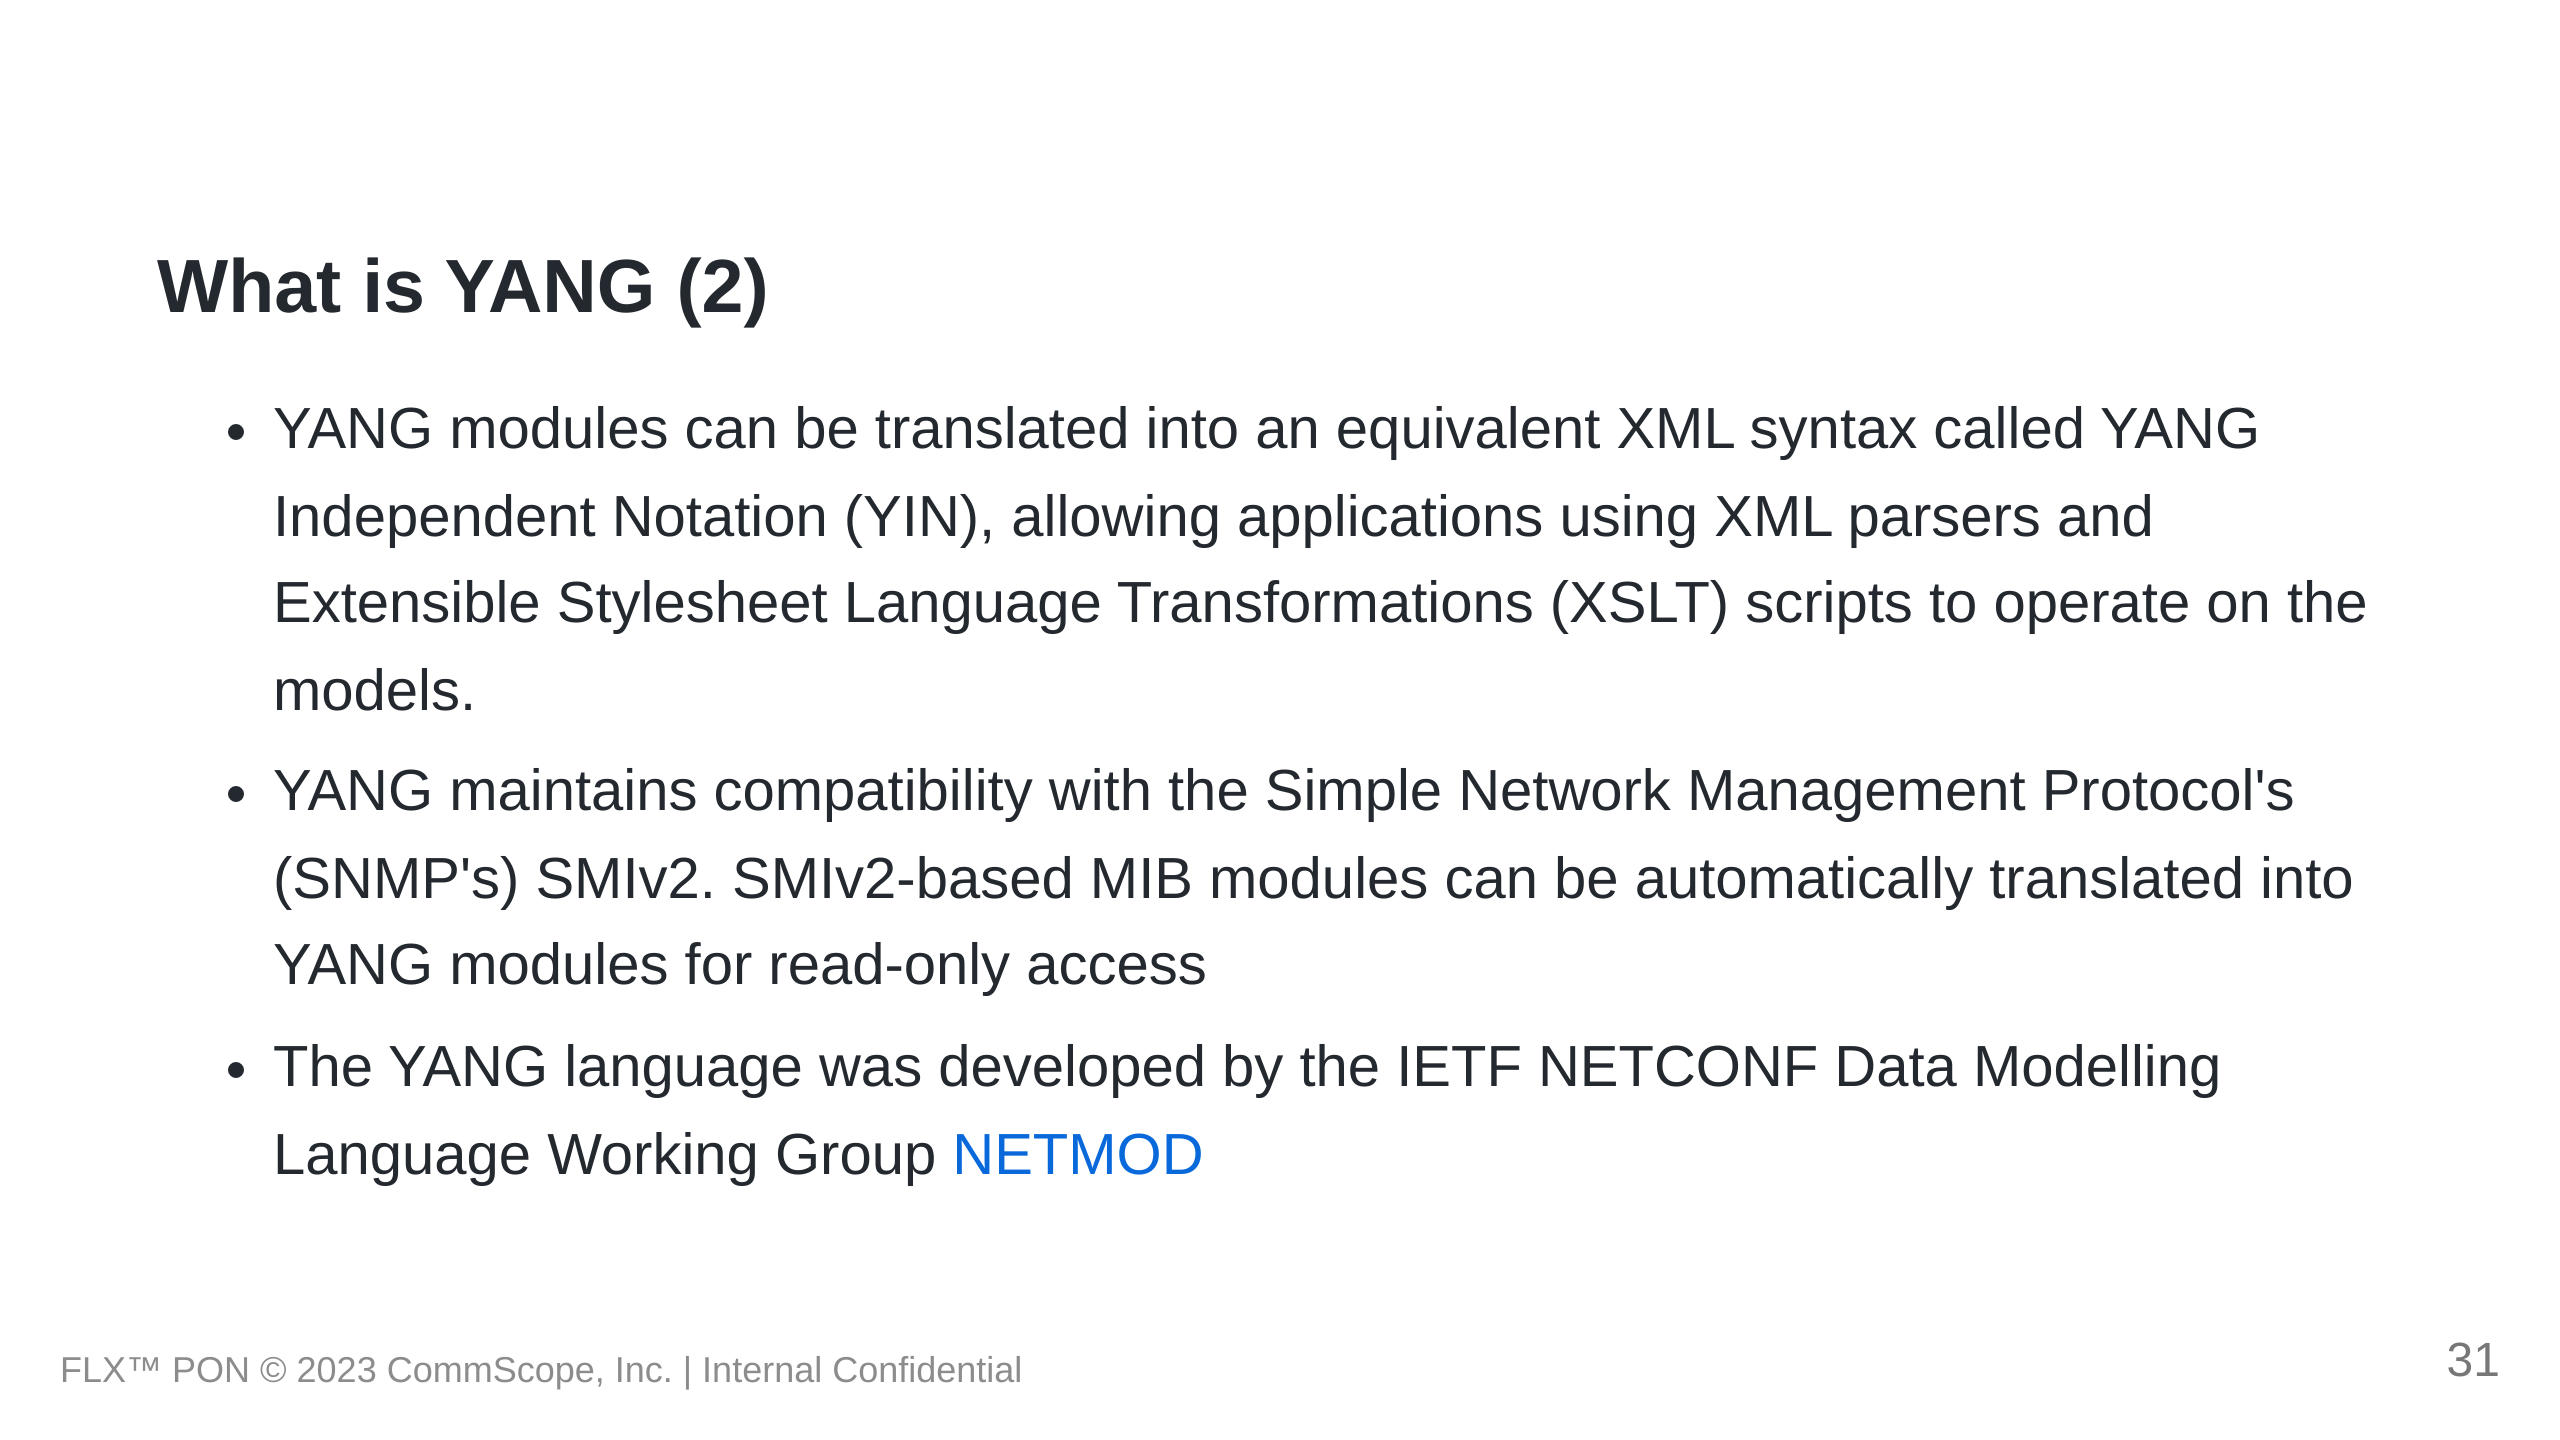 What is YANG (2)
• YANG modules can be translated into an equivalent XML syntax called YANG
Independent Notation (YIN), allowing applications using XML parsers and
Extensible Stylesheet Language Transformations (XSLT) scripts to operate on the
models.
• YANG maintains compatibility with the Simple Network Management Protocol's
(SNMP's) SMIv2. SMIv2-based MIB modules can be automatically translated into
YANG modules for read-only access
• The YANG language was developed by the IETF NETCONF Data Modelling
Language Working Group NETMOD
FLX™ PON © 2023 CommScope, Inc. | Internal Confidential
31